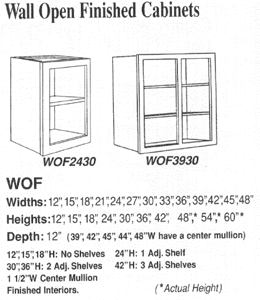 Wall Open Finished Cabinets
WOF2430
WOF3930
WOF
Widths: 12", 15", 18", 21", 24", 27", 30", 33", 36", 39", 42", 45", 48"
Heights: 12", 15", 18", 24", 30", 36", 42", 48",* 54",* 60"*
Depth: 12" (39", 42", 45", 44", 48"W have a center mullion)
12", 15", 18"H: No Shelves 24"H: 1 Adj. Shelf
30", 36"H: 2 Adj. Shelves 42"H: 3 Adj. Shelves
1 1/2"W Center Mullion
Finished Interiors. (*Actual Height)